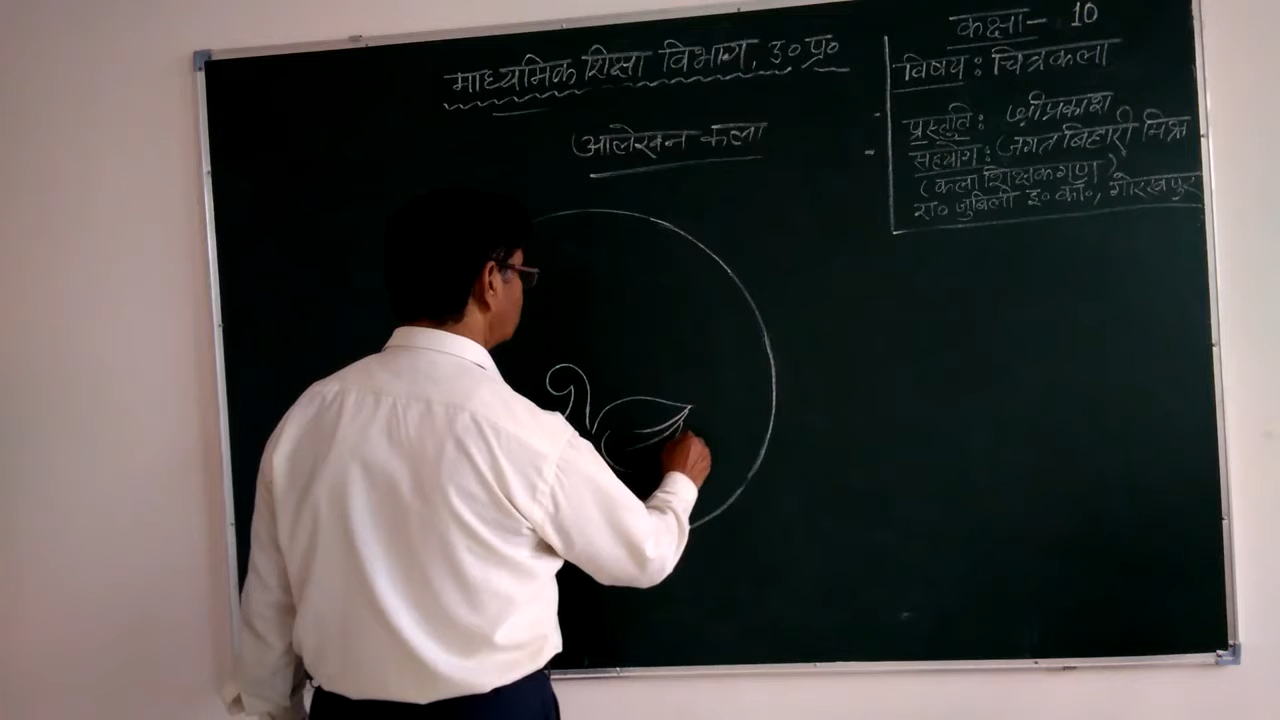 माध्यमिक शिक्षा विभाग, उ० प्र०
आलेखन कला
कक्षा- 10
विषय : चित्रकला
प्रस्तुति : श्रीप्रकाश
सहयोग : जगत बिहारी मिश्र
(कला शिक्षकगण)
रा० जुबिली इ० का०, गोरखपुर